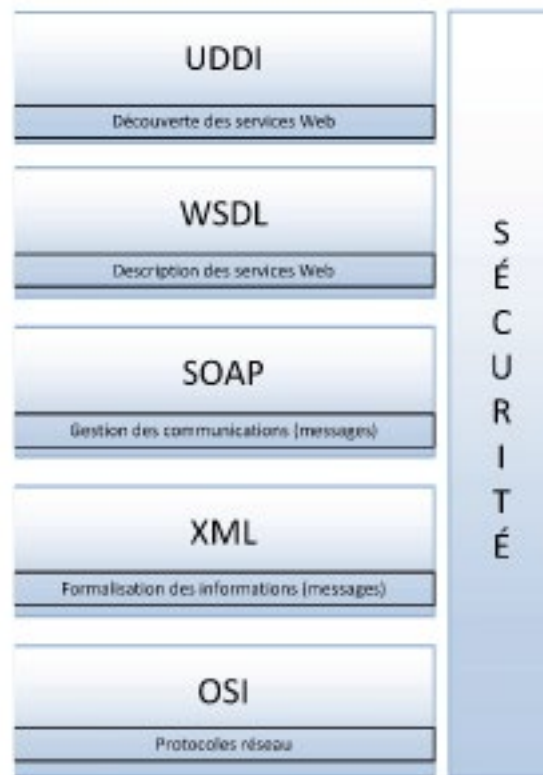 UDDI
Découverte des services Web
WSDL
Description des services Web
SOAP
Gestion des communications (messages)
XML
Formalisation des informations (messages)
OSI
Protocoles réseau
S
É
C
U
R
I
T
É